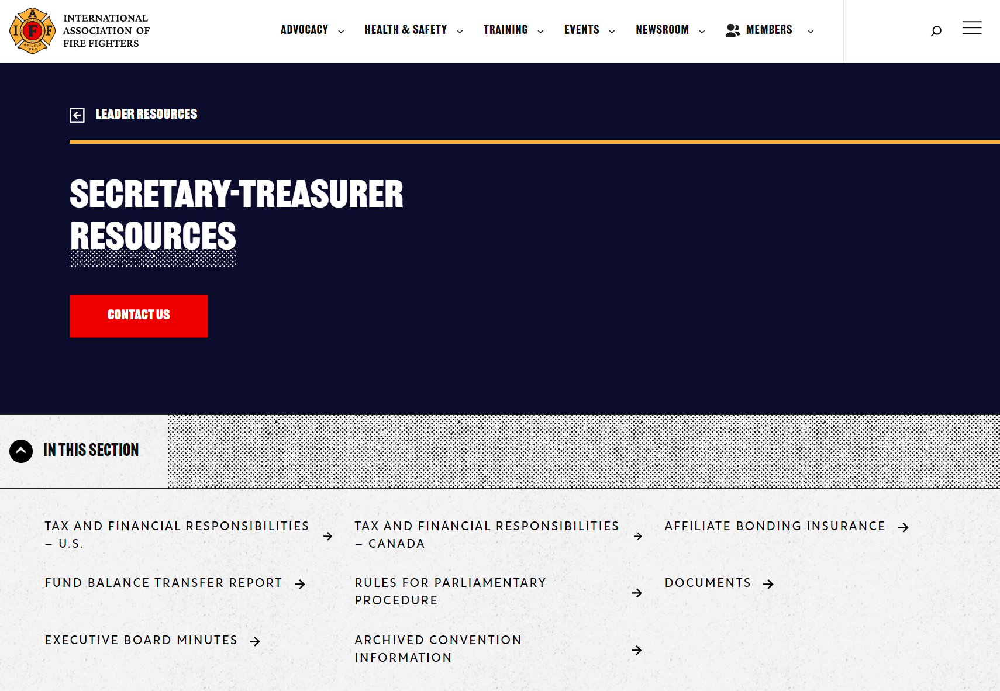 I A F F
AFL-CIO
CLC
INTERNATIONAL
ASSOCIATION OF
FIRE FIGHTERS
ADVOCACY HEALTH & SAFETY TRAINING EVENTS NEWSROOM MEMBERS
LEADER RESOURCES
SECRETARY-TREASURER
RESOURCES
CONTACT US
IN THIS SECTION
TAX AND FINANCIAL RESPONSIBILITIES
– U.S.
TAX AND FINANCIAL RESPONSIBILITIES
– CANADA
AFFILIATE BONDING INSURANCE
FUND BALANCE TRANSFER REPORT
RULES FOR PARLIAMENTARY
PROCEDURE
DOCUMENTS
EXECUTIVE BOARD MINUTES
ARCHIVED CONVENTION
INFORMATION